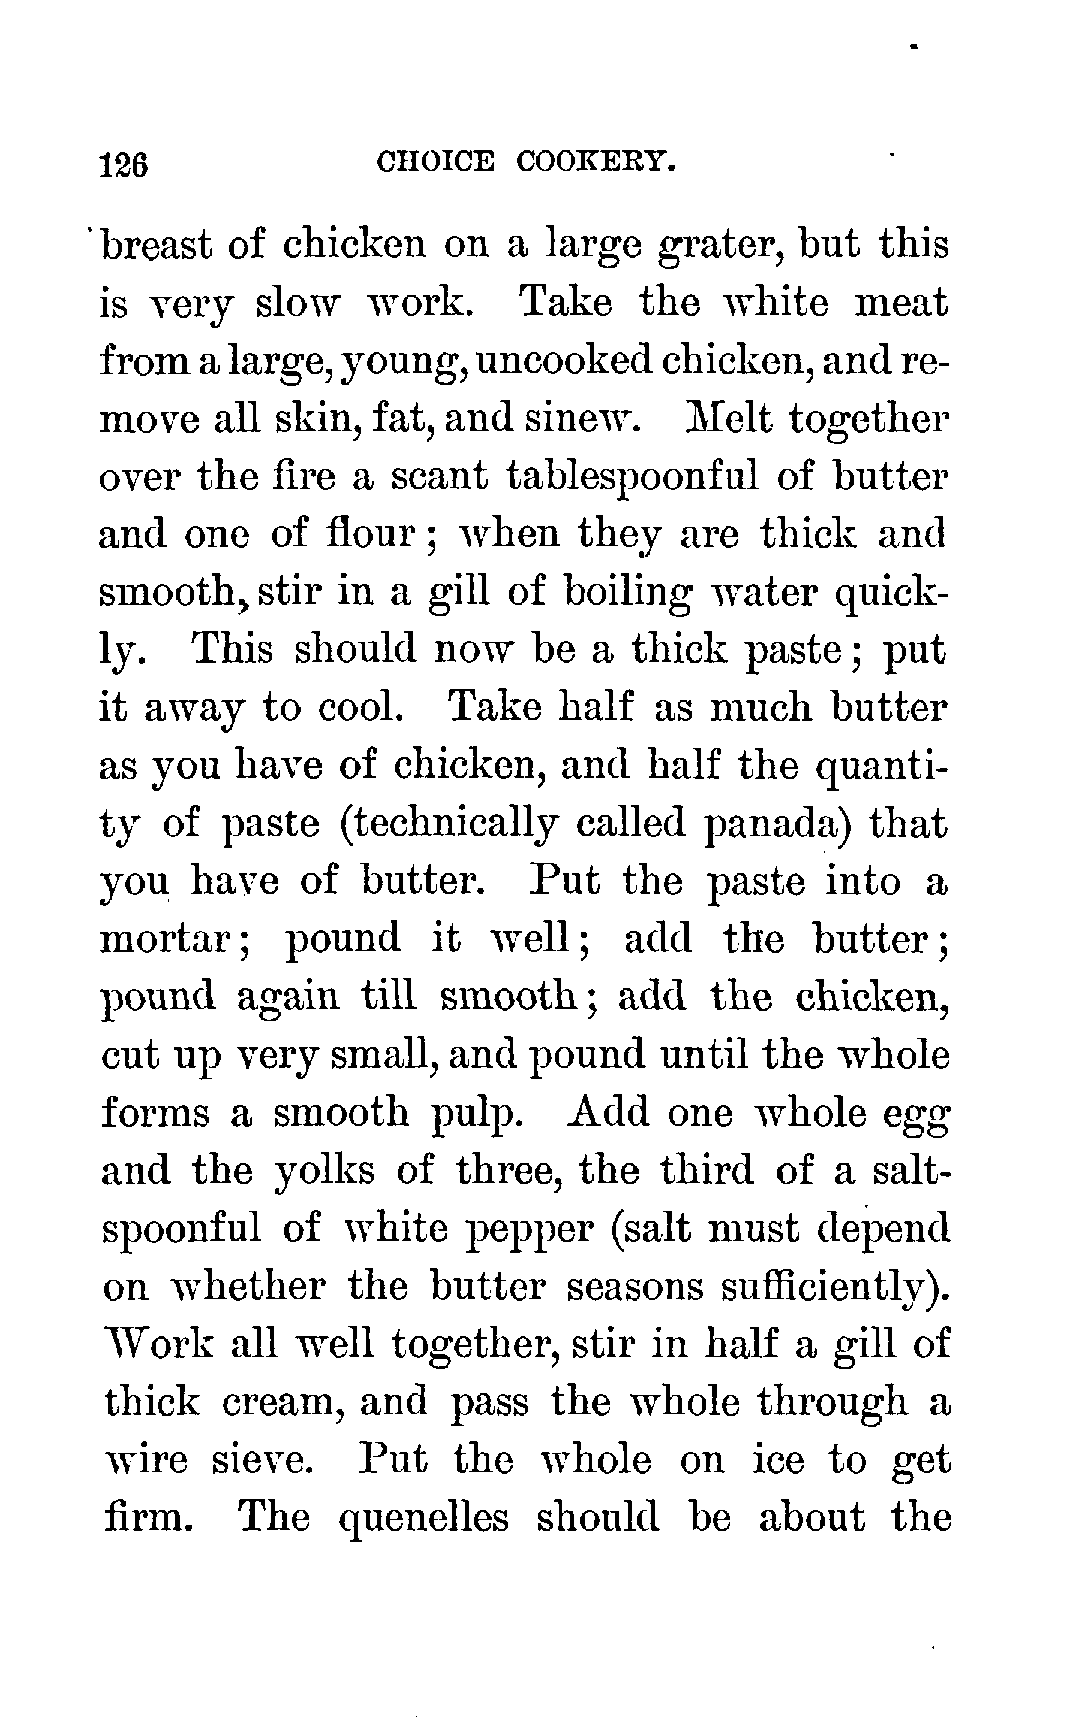 126 CHOICE COOKERY.
breast of chicken on a large grater, but this
is very slow work. Take the white meat
from a large, young, uncooked chicken, and re-
move all skin, fat, and sinew. Melt together
over the fire a scant tablespoonful of butter
and one of flour; when they are thick and
smooth, stir in a gill of boiling water quick-
ly. This should now be a thick paste; put
it away to cool. Take half as much butter
as you have of chicken, and half the quanti-
ty of paste (technically called panada) that
you have of butter. Put the paste into a
mortar; pound it well; add the butter;
pound again till smooth; add the chicken,
cut up very small, and pound until the whole
forms a smooth pulp. Add one whole egg
and the yolks of three, the third of a salt-
spoonful of white pepper (salt must depend
on whether the butter seasons sufficiently).
Work all well together, stir in half a gill of
thick cream, and pass the whole through a
wire sieve. Put the whole on ice to get
firm. The quenelles should be about the